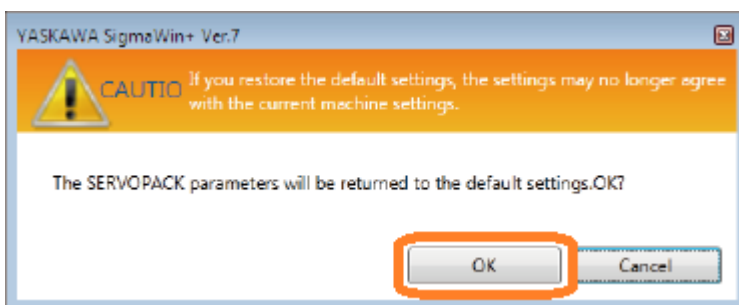 YASKAWA SigmaWin+ Ver.7
CAUTIO
If you restore the default settings, the settings may no longer agree
with the current machine settings.
The SERVOPACK parameters will be returned to the default settings.OK?
OK
Cancel